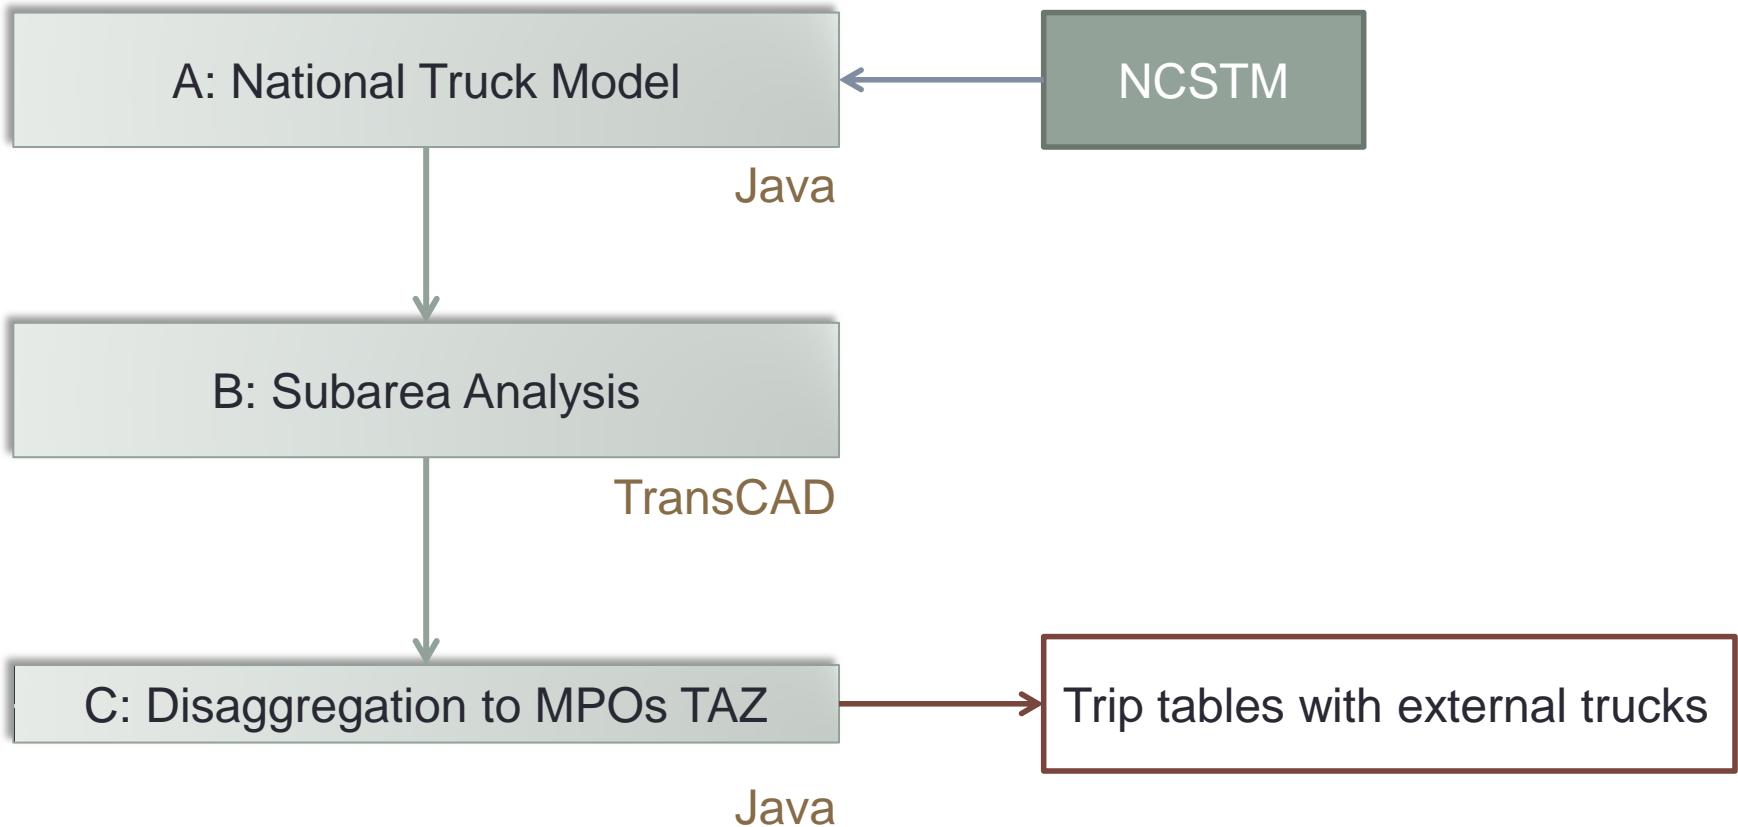 A: National Truck Model
NCSTM
Java
B: Subarea Analysis
TransCAD
C: Disaggregation to MPOs TAZ
Trip tables with external trucks
Java